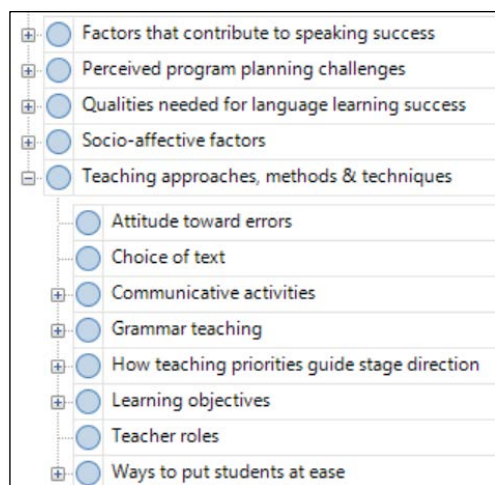 Factors that contribute to speaking success
Perceived program planning challenges
Qualities needed for language learning success
Socio-affective factors
Teaching approaches, methods & techniques
Attitude toward errors
Choice of text
Communicative activities
Grammar teaching
How teaching priorities guide stage direction
Learning objectives
Teacher roles
Ways to put students at ease